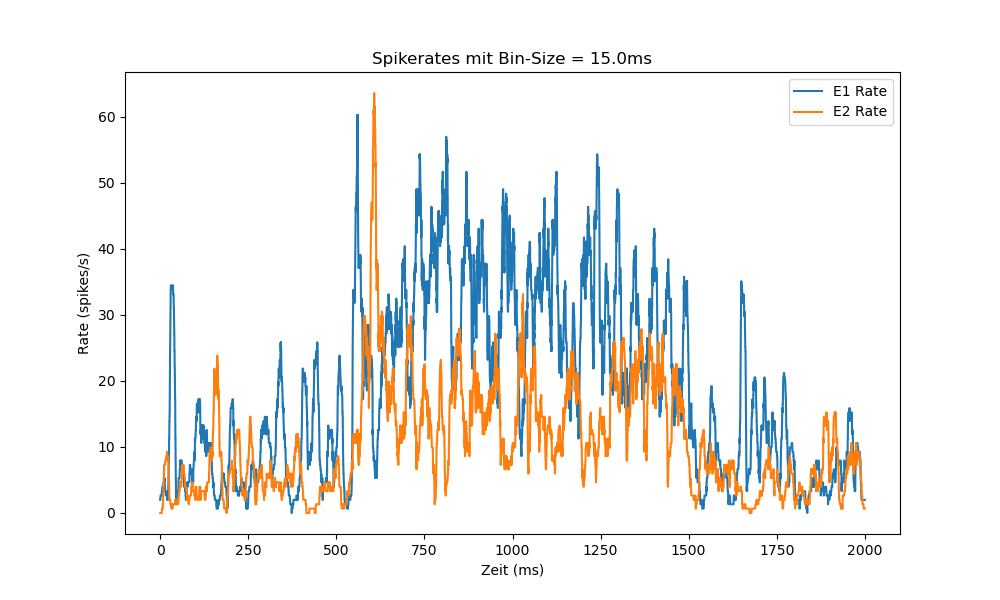 Spikerates mit Bin-Size = 15.0ms
E1 Rate
E2 Rate
Rate (spikes/s)
60
50
40
30
20
10
0
0 250 500 750 1000 1250 1500 1750 2000
Zeit (ms)